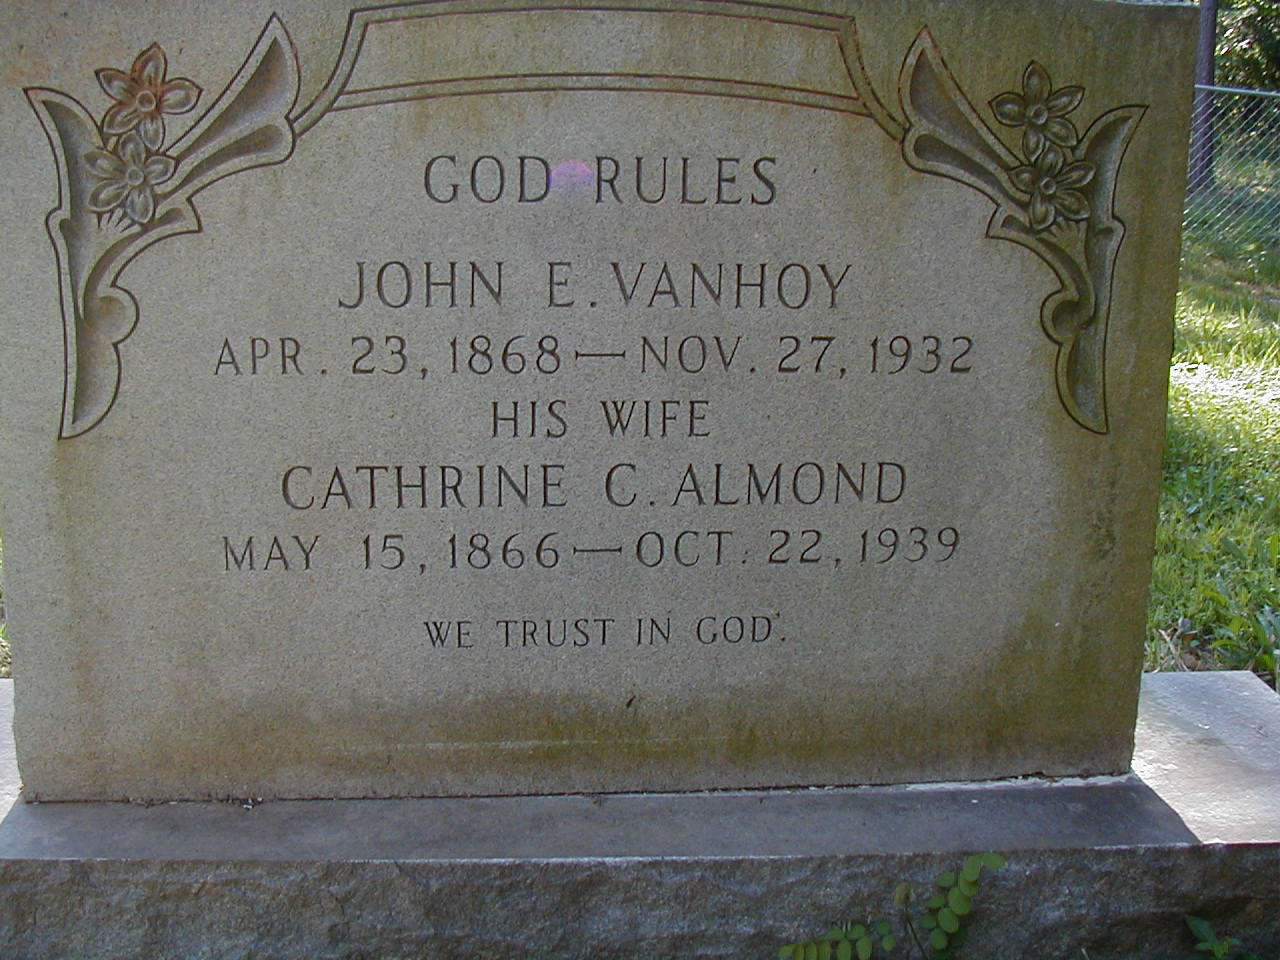 GOD RULES
JOHN E. VANHOY
APR. 23, 1868—NOV. 27, 1932
HIS WIFE
CATHRINE C. ALMOND
MAY 15, 1866—OCT. 22, 1939
WE TRUST IN GOD.